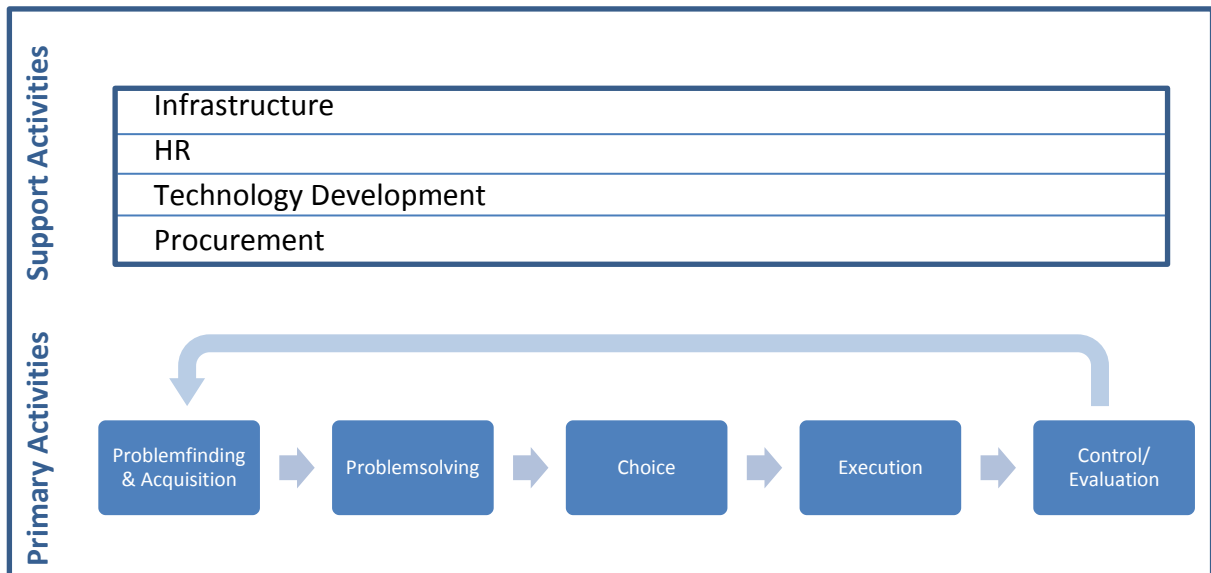 Support Activities
Infrastructure
HR
Technology Development
Procurement
Primary Activities
Problemfinding
& Acquisition
Problemsolving
Choice
Execution
Control/
Evaluation